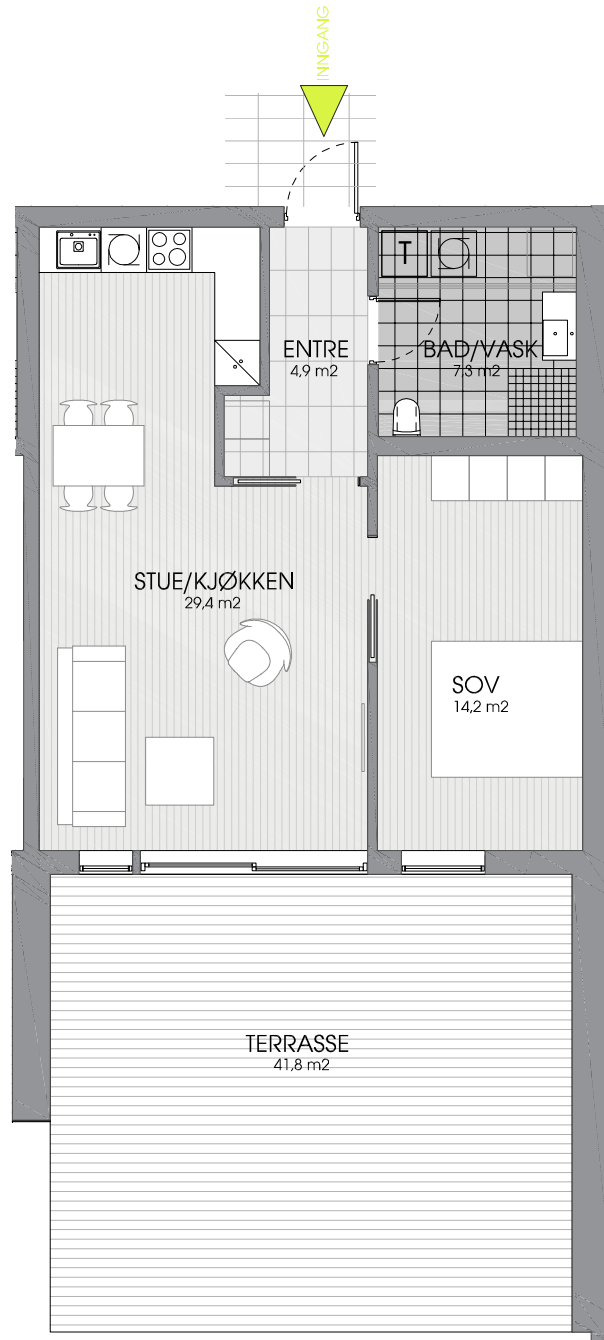 INNGANG
T
ENTRE
4,9 m2
BAD/VASK
7,3 m2
STUE/KJØKKEN
29,4 m2
SOV
14,2 m2
TERRASSE
41,8 m2